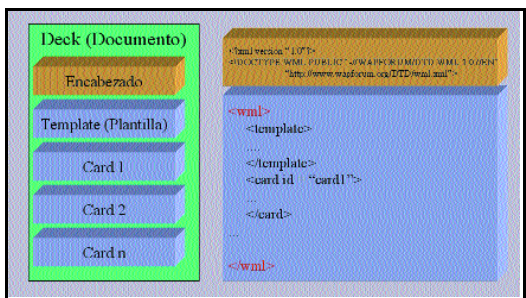 Deck (Documento)
Encabezado
Template (Plantilla)
Card 1
Card 2
Card n
<?xml version "1.0"?>
<!DOCTYPE WML PUBLIC "-//WAPFORUM//DTD WML 1.0//EN"
"http://www.wapforum.org/DTD/wml.xml">
<wml>
<template>
....
</template>
<card id "card1">
...
</card>
...
</wml>